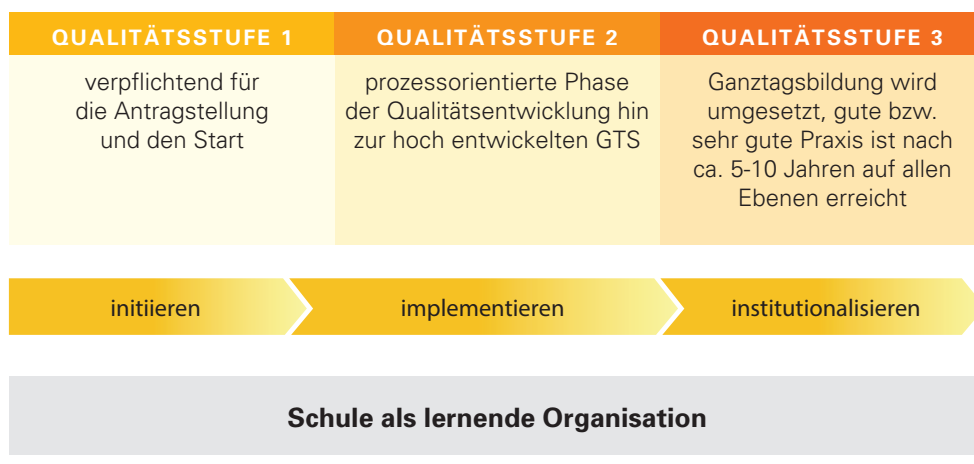 QUALITÄTSSTUFE 1
verpflichtend für
die Antragstellung
und den Start
QUALITÄTSSTUFE 2
prozessorientierte Phase
der Qualitätsentwicklung hin
zur hoch entwickelten GTS
QUALITÄTSSTUFE 3
Ganztagsbildung wird
umgesetzt, gute bzw.
sehr gute Praxis ist nach
ca. 5-10 Jahren auf allen
Ebenen erreicht
initiieren
implementieren
institutionalisieren
Schule als lernende Organisation